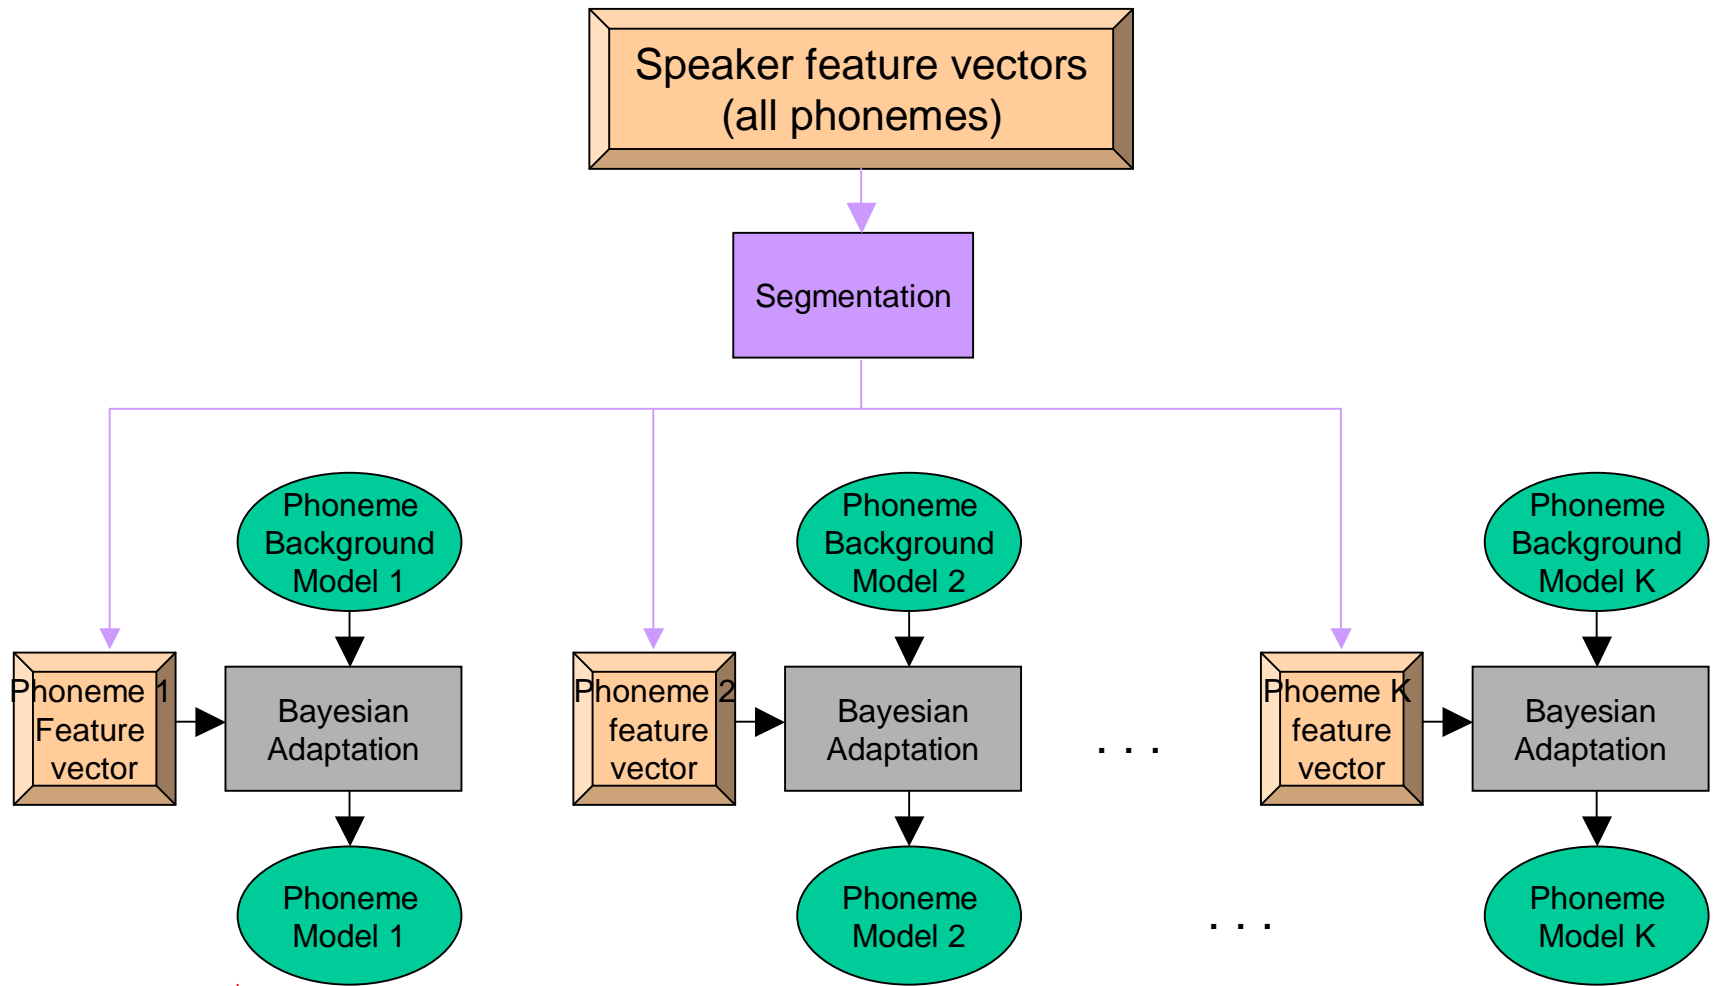 Speaker feature vectors
(all phonemes)
Segmentation
Phoneme
Background
Model 1
Phoneme
Background
Model 2
Phoneme
Background
Model K
Phoneme 1
Feature
vector
Bayesian
Adaptation
Phoneme 2
feature
vector
Bayesian
Adaptation
. . .
Phoeme K
feature
vector
Bayesian
Adaptation
Phoneme
Model 1
Phoneme
Model 2
. . .
Phoneme
Model K